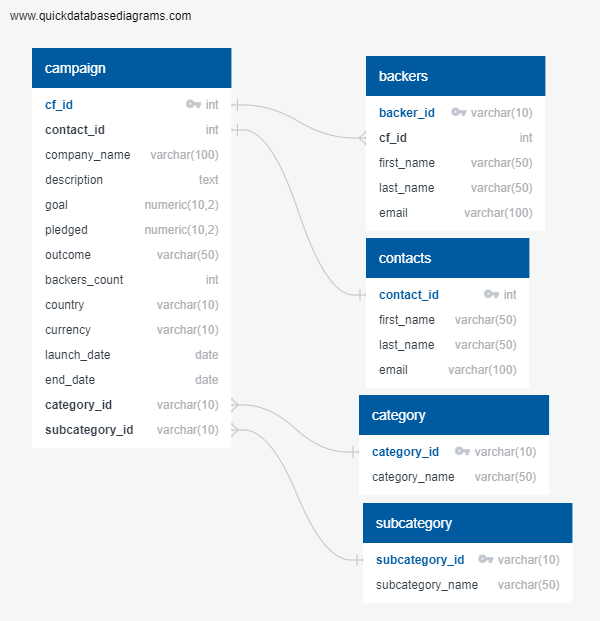 www.quickdatabasediagrams.com
campaign
cf_id int
contact_id int
company_name varchar(100)
description text
goal numeric(10,2)
pledged numeric(10,2)
outcome varchar(50)
backers_count int
country varchar(10)
currency varchar(10)
launch_date date
end_date date
category_id varchar(10)
subcategory_id varchar(10)
backers
backer_id varchar(10)
cf_id int
first_name varchar(50)
last_name varchar(50)
email varchar(100)
contacts
contact_id int
first_name varchar(50)
last_name varchar(50)
email varchar(100)
category
category_id varchar(10)
category_name varchar(50)
subcategory
subcategory_id varchar(10)
subcategory_name varchar(50)